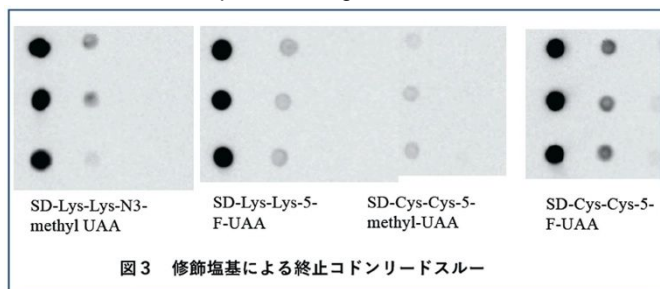 SD-Lys-Lys-N3-
methyl UAA
SD-Lys-Lys-5-
F-UAA
SD-Cys-Cys-5-
methyl-UAA
SD-Cys-Cys-5-
F-UAA
図3 修飾塩基による終止コドンリードスルー